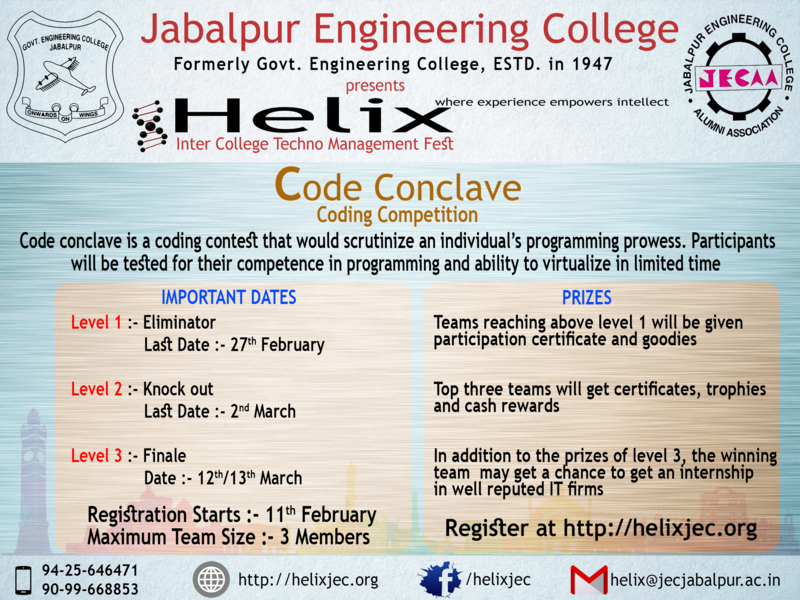 GOVT. ENGINEERING COLLEGE
JABALPUR
ONWARDS ON WINGS
Jabalpur Engineering College
Formerly Govt. Engineering College, ESTD. in 1947
presents
Helix
where experience empowers intellect
Inter College Techno Management Fest
JABALPUR ENGINEERING COLLEGE
JECAA
ALUMNI ASSOCIATION
Code Conclave
Coding Competition
Code conclave is a coding contest that would scrutinize an individual's programming prowess. Participants
will be tested for their competence in programming and ability to virtualize in limited time
IMPORTANT DATES
Level 1 :- Eliminator
Last Date :- 27th February
Level 2 :- Knock out
Last Date :- 2nd March
Level 3 :- Finale
Date :- 12th/13th March
Registration Starts :- 11th February
Maximum Team Size :- 3 Members
PRIZES
Teams reaching above level 1 will be given
participation certificate and goodies
Top three teams will get certificates, trophies
and cash rewards
In addition to the prizes of level 3, the winning
team may get a chance to get an internship
in well reputed IT firms
Register at http://helixjec.org
94-25-646471
90-99-668853
http://helixjec.org
/helixjec
helix@jecjabalpur.ac.in